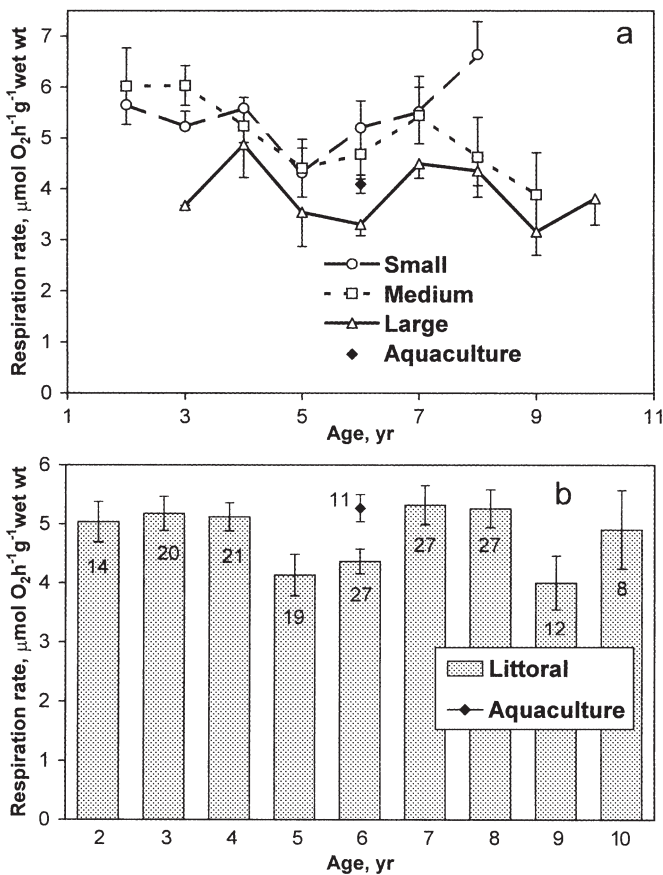 a
7
6
5
4
3
2
1
0
Respiration rate, μmol O₂h⁻¹g⁻¹wet wt
Small
Medium
Large
Aquaculture
1 3 5 7 9 11
Age, yr
b
6
5
4
3
2
1
0
Respiration rate, μmol O₂h⁻¹g⁻¹wet wt
14 20 21 19 27 11 27 27 12 8
Littoral
Aquaculture
2 3 4 5 6 7 8 9 10
Age, yr